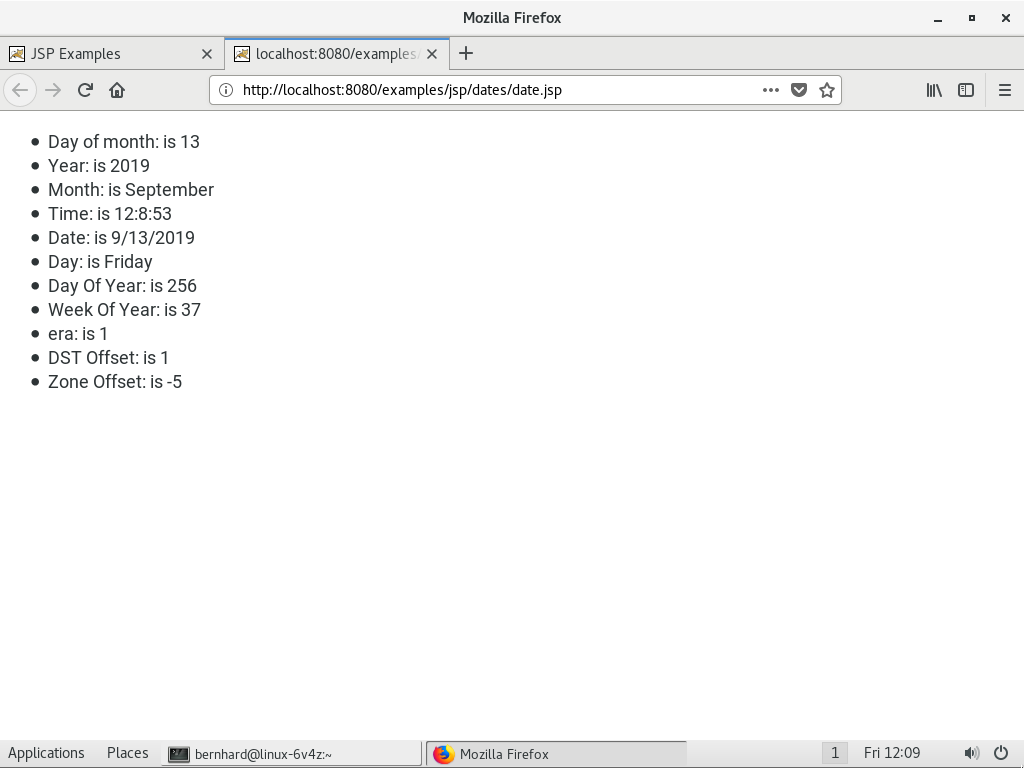 Mozilla Firefox
JSP Examples
localhost:8080/examples/
http://localhost:8080/examples/jsp/dates/date.jsp
Day of month: is 13
Year: is 2019
Month: is September
Time: is 12:8:53
Date: is 9/13/2019
Day: is Friday
Day Of Year: is 256
Week Of Year: is 37
era: is 1
DST Offset: is 1
Zone Offset: is -5
Applications Places bernhard@linux-6v4z:~ Mozilla Firefox 1 Fri 12:09